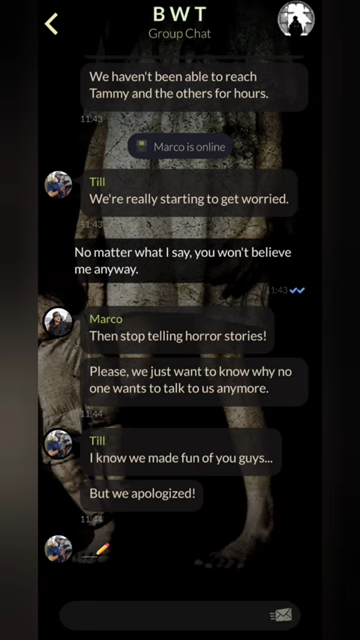 B W T
Group Chat
We haven't been able to reach
Tammy and the others for hours.
11:43
Marco is online
Till
We're really starting to get worried.
11:43
No matter what I say, you won't believe
me anyway.
11:43
Marco
Then stop telling horror stories!
Please, we just want to know why no
one wants to talk to us anymore.
11:44
Till
I know we made fun of you guys...
But we apologized!
11:44